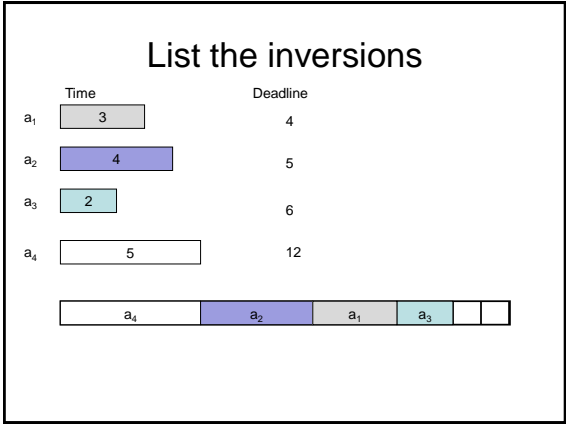 List the inversions
Time Deadline
a₁ 3 4
a₂ 4 5
a₃ 2 6
a₄ 5 12
a₄ a₂ a₁ a₃